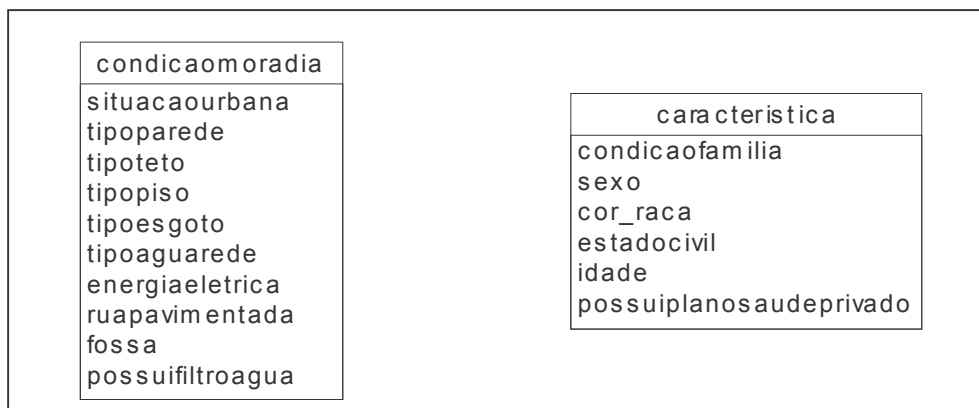 condicaomoradia
situacaourbana
tipoparede
tipoteto
tipopiso
tipoesgoto
tipoaguarede
energiaeletrica
ruapavimentada
fossa
possuifiltroagua
caracteristica
condicaofamilia
sexo
cor_raca
estadocivil
idade
possuiplanosaudeprivado